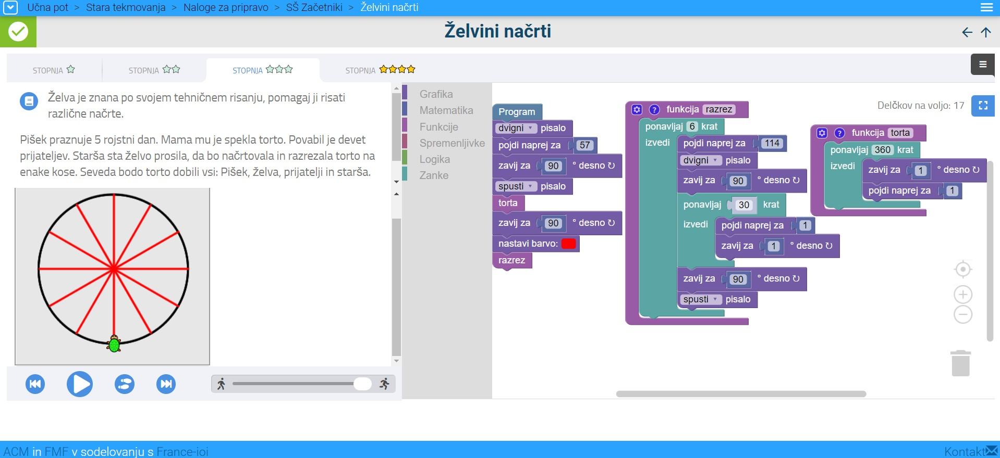 Učna pot > Stara tekmovanja > Naloge za pripravo > SŠ Začetniki > Želvini načrti
Želvini načrti
STOPNJA
STOPNJA
STOPNJA
STOPNJA
Želva je znana po svojem tehničnem risanju, pomagaj ji risati
različne načrte.
Pišek praznuje 5 rojstni dan. Mama mu je spekla torto. Povabil je devet
prijateljev. Starša sta želvo prosila, da bo načrtovala in razrezala torto na
enake kose. Seveda bodo torto dobili vsi: Pišek, želva, prijatelji in starša.
Grafika
Matematika
Funkcije
Spremenljivke
Logika
Zanke
Program
dvigni pisalo
pojdi naprej za 57
zavij za 90 ° desno ↻
spusti pisalo
torta
zavij za 90 ° desno ↻
nastavi barvo:
razrez
? funkcija razrez
ponavljaj 6 krat
izvedi pojdi naprej za 114
dvigni pisalo
zavij za 90 ° desno ↻
ponavljaj 30 krat
izvedi pojdi naprej za 1
zavij za 1 ° desno ↻
zavij za 90 ° desno ↻
spusti pisalo
Delčkov na voljo: 17
? funkcija torta
ponavljaj 360 krat
izvedi zavij za 1 ° desno ↻
pojdi naprej za 1
ACM in FMF v sodelovanju s France-ioi
Kontakt